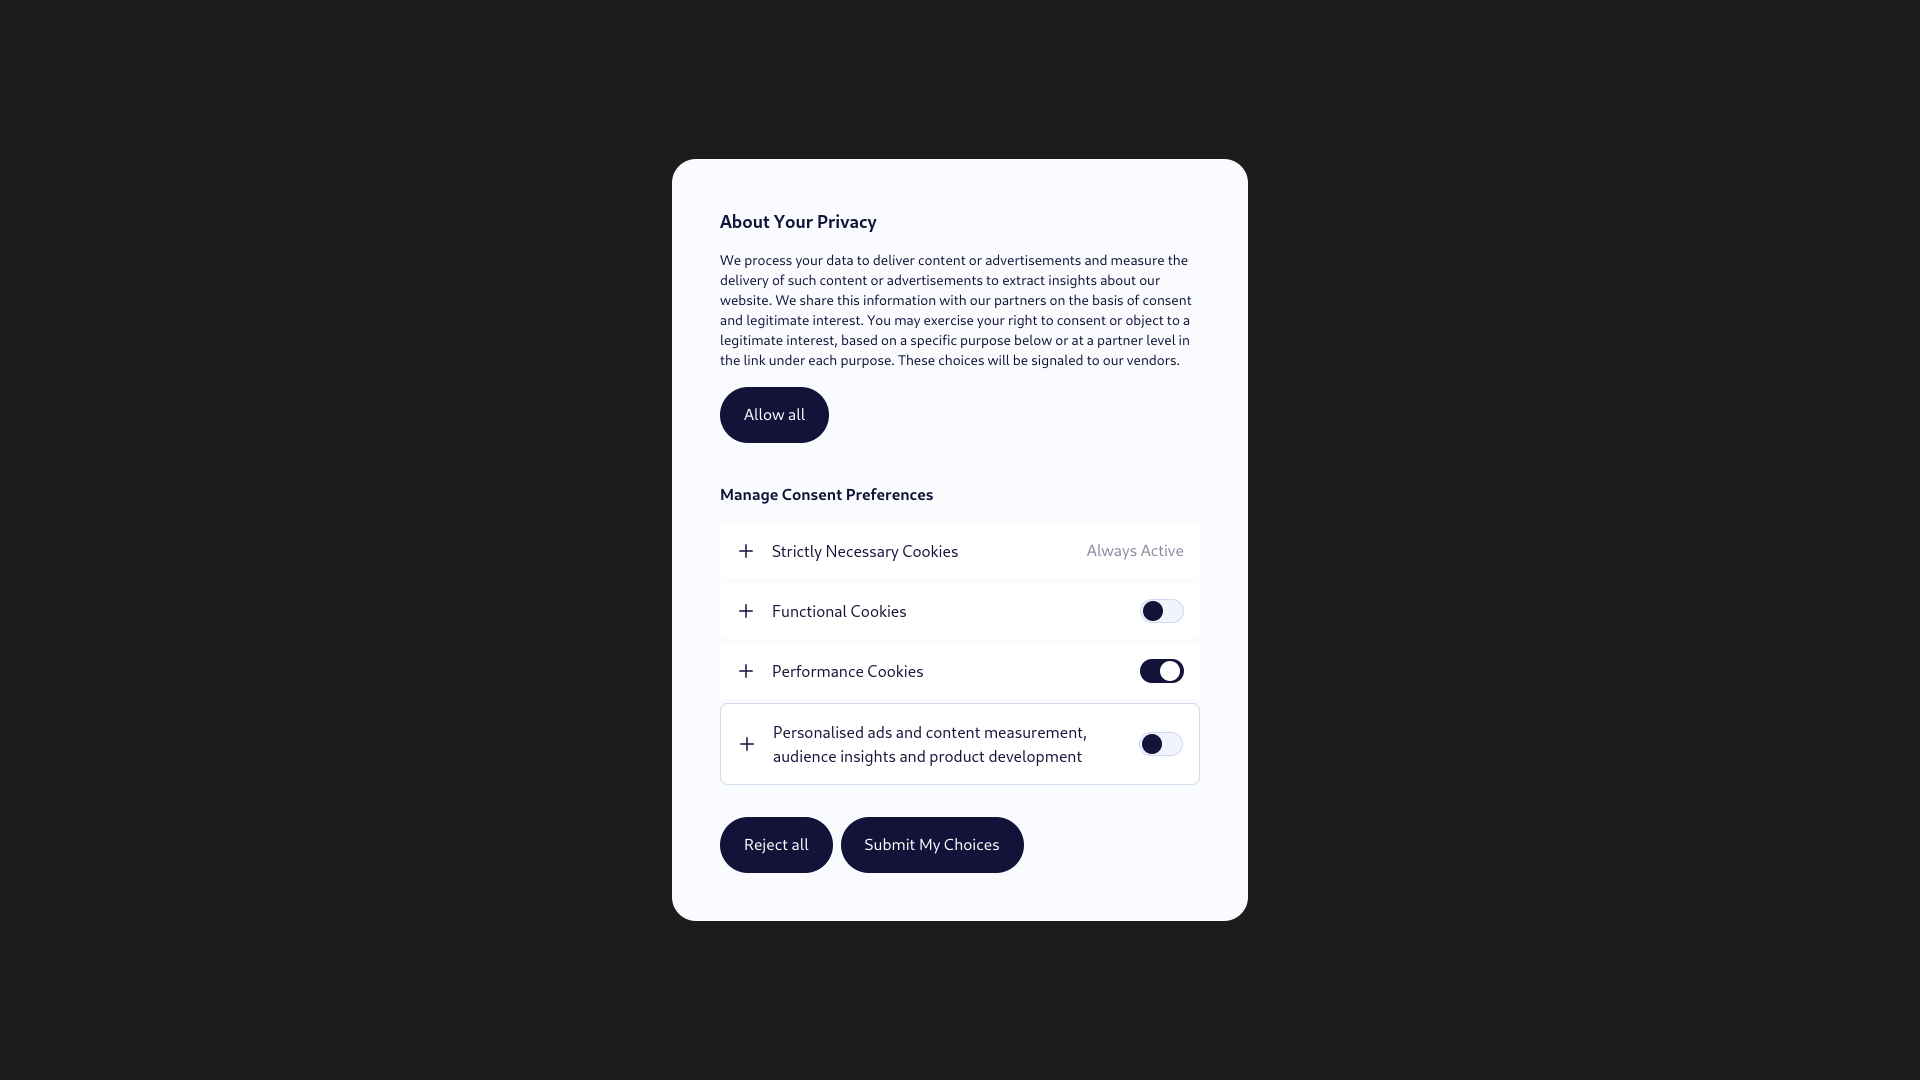 About Your Privacy
We process your data to deliver content or advertisements and measure the
delivery of such content or advertisements to extract insights about our
website. We share this information with our partners on the basis of consent
and legitimate interest. You may exercise your right to consent or object to a
legitimate interest, based on a specific purpose below or at a partner level in
the link under each purpose. These choices will be signaled to our vendors.
Allow all
Manage Consent Preferences
Strictly Necessary Cookies Always Active
Functional Cookies
Performance Cookies
Personalised ads and content measurement,
audience insights and product development
Reject all Submit My Choices